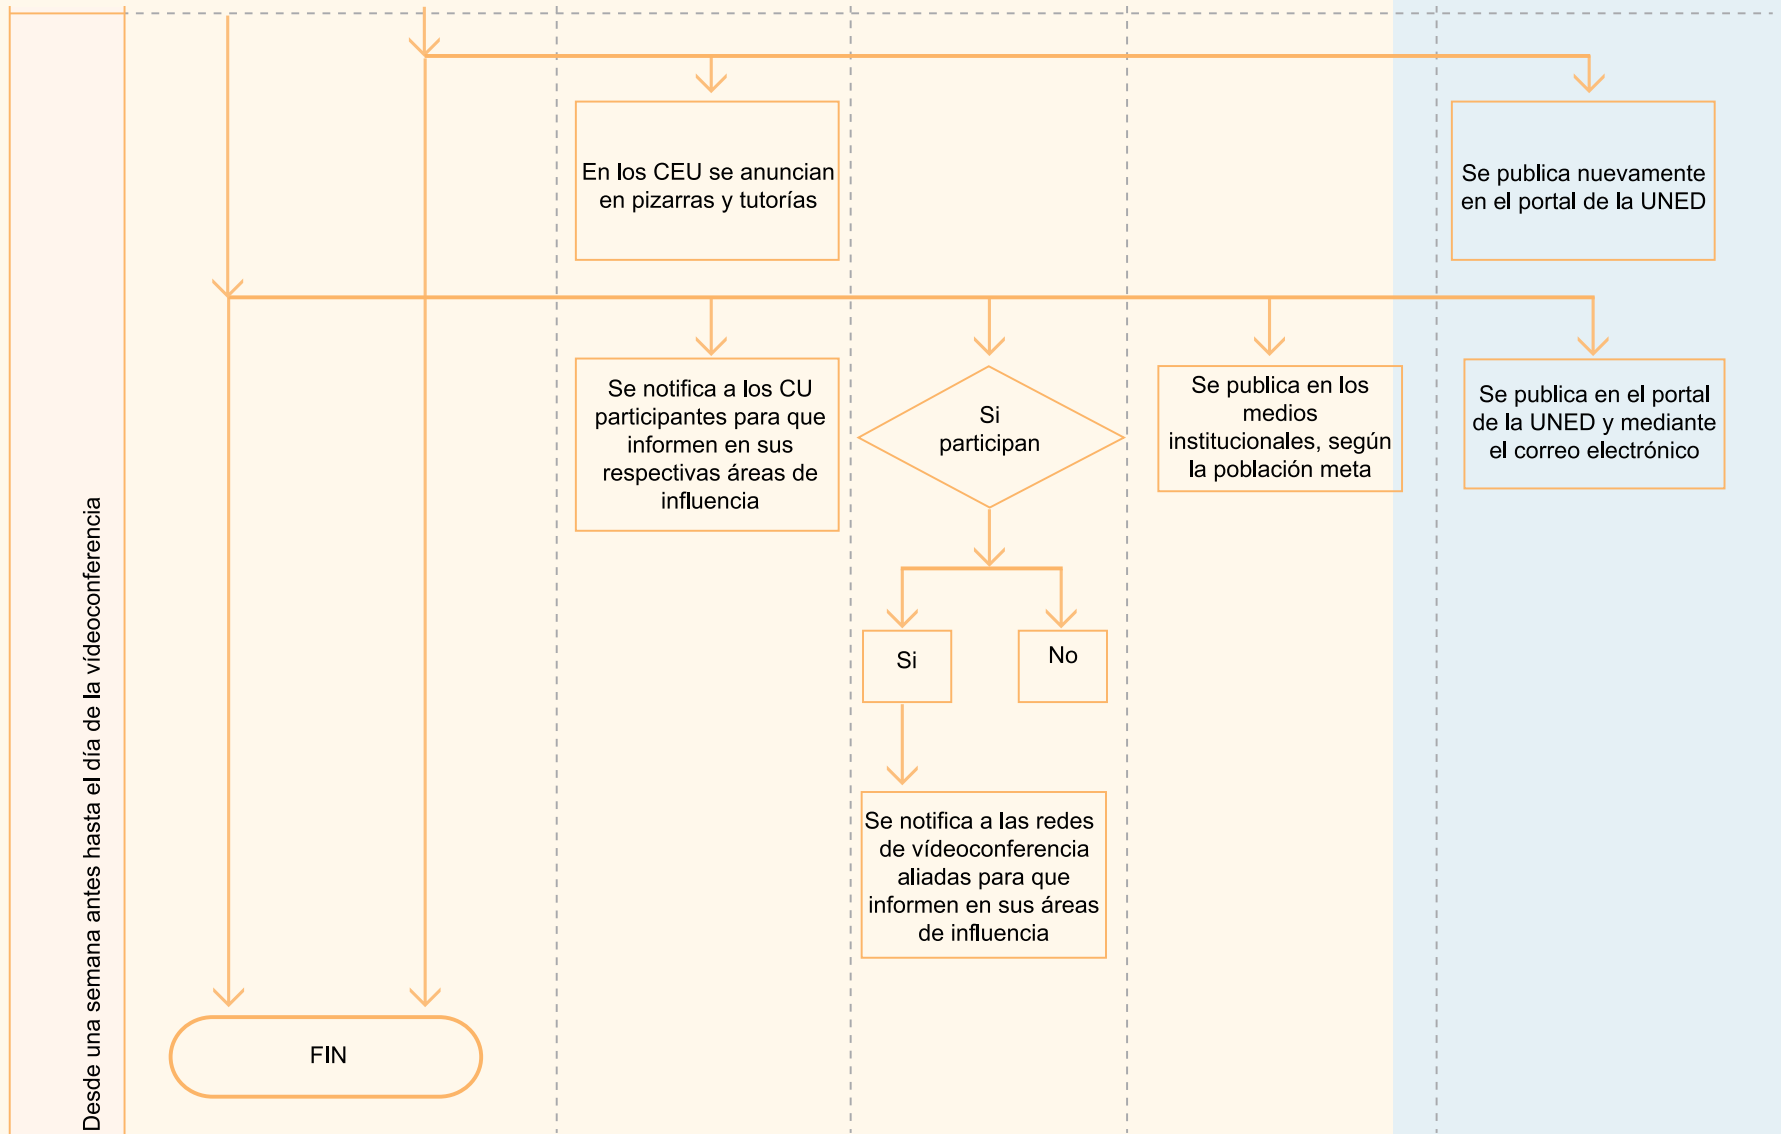 Desde una semana antes hasta el día de la vídeoconferencia
En los CEU se anuncian
en pizarras y tutorías
Se publica nuevamente
en el portal de la UNED
Se notifica a los CU
participantes para que
informen en sus
respectivas áreas de
influencia
Si
participan
Se publica en los
medios
institucionales, según
la población meta
Se publica en el portal
de la UNED y mediante
el correo electrónico
Si
No
Se notifica a las redes
de vídeoconferencia
aliadas para que
informen en sus áreas
de influencia
FIN